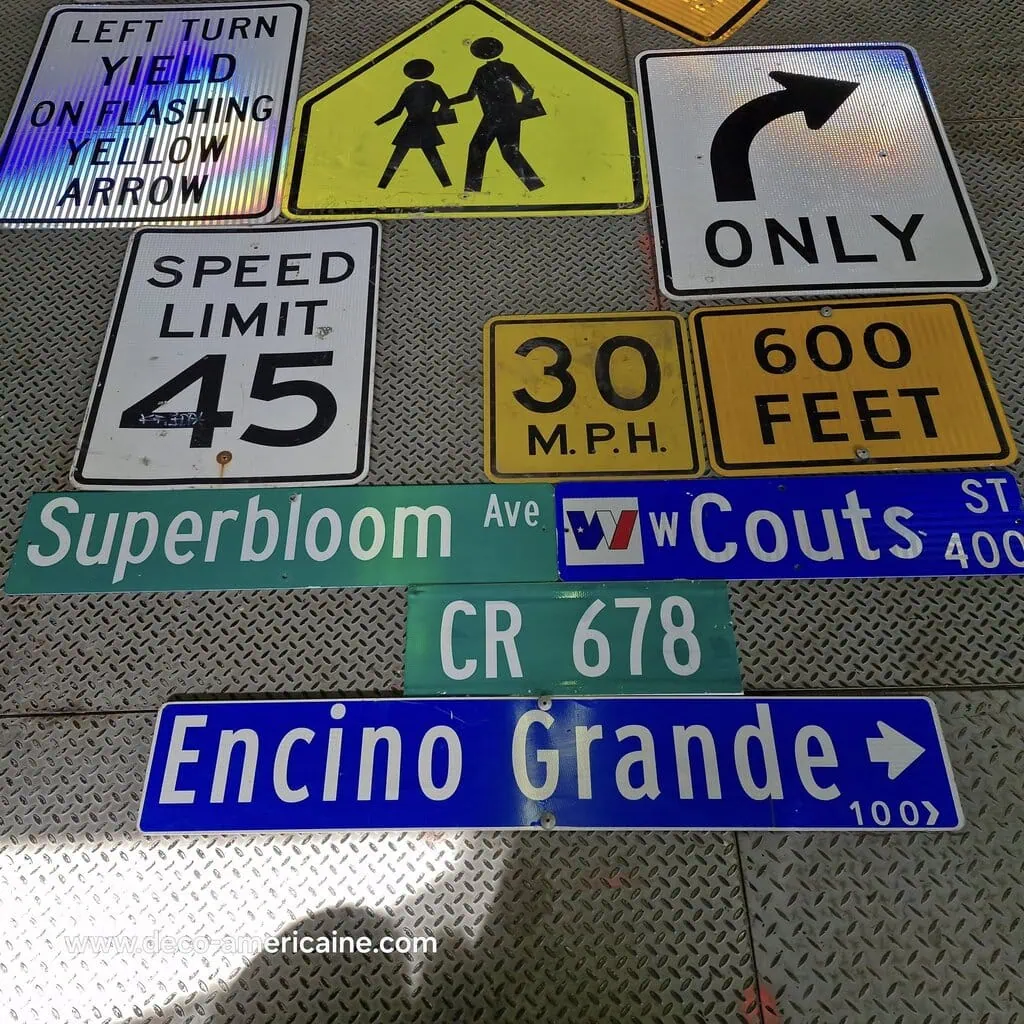 LEFT TURN
YIELD
ON FLASHING
YELLOW
ARROW
ONLY
SPEED
LIMIT
45
30
M.P.H.
600
FEET
Superbloom Ave
W W Couts ST
400
CR 678
Encino Grande
100
www.deco-americaine.com